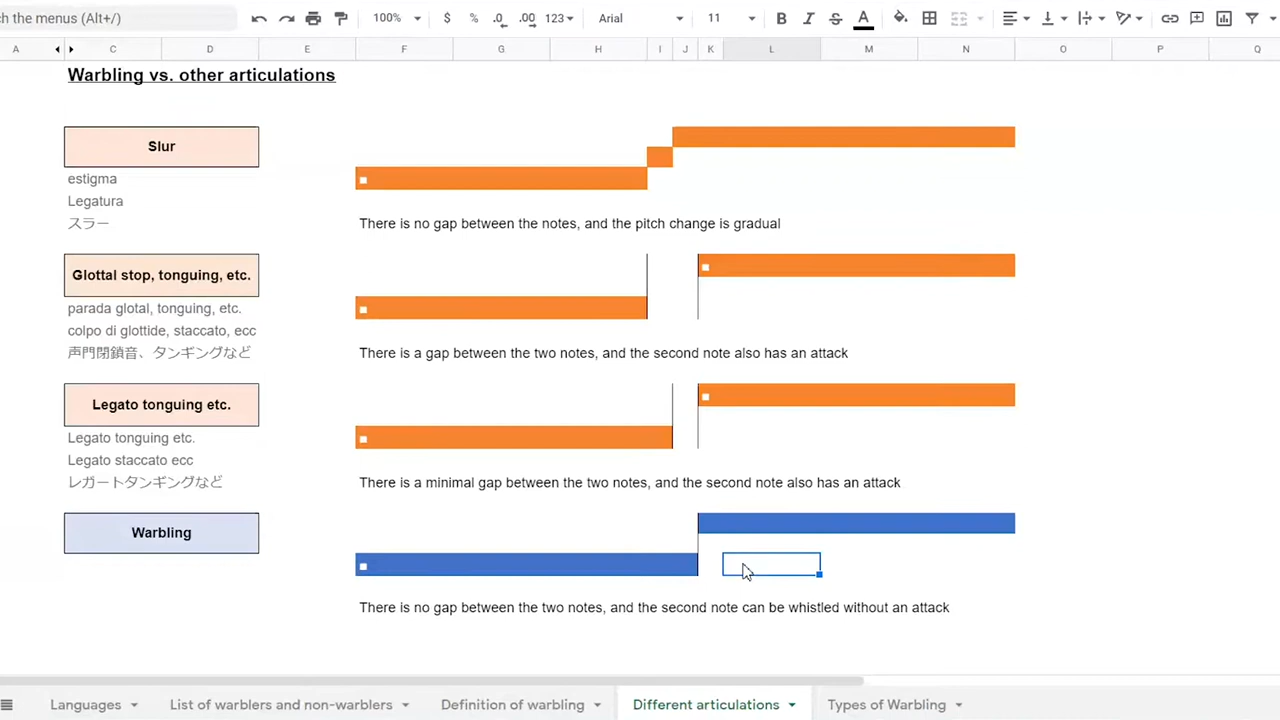 ch the menus (Alt+/)
100%
$
%
.0
.00
123
Arial
11
B
I
S
A
A
C
D
E
F
G
H
I
J
K
L
M
N
O
P
Q
Warbling vs. other articulations
Slur
estigma
Legatura
スラー
There is no gap between the notes, and the pitch change is gradual
Glottal stop, tonguing, etc.
parada glotal, tonguing, etc.
colpo di glottide, staccato, ecc
声門閉鎖音、タンギングなど
There is a gap between the two notes, and the second note also has an attack
Legato tonguing etc.
Legato tonguing etc.
Legato staccato ecc
レガートタンギングなど
There is a minimal gap between the two notes, and the second note also has an attack
Warbling
There is no gap between the two notes, and the second note can be whistled without an attack
Languages
List of warblers and non-warblers
Definition of warbling
Different articulations
Types of Warbling